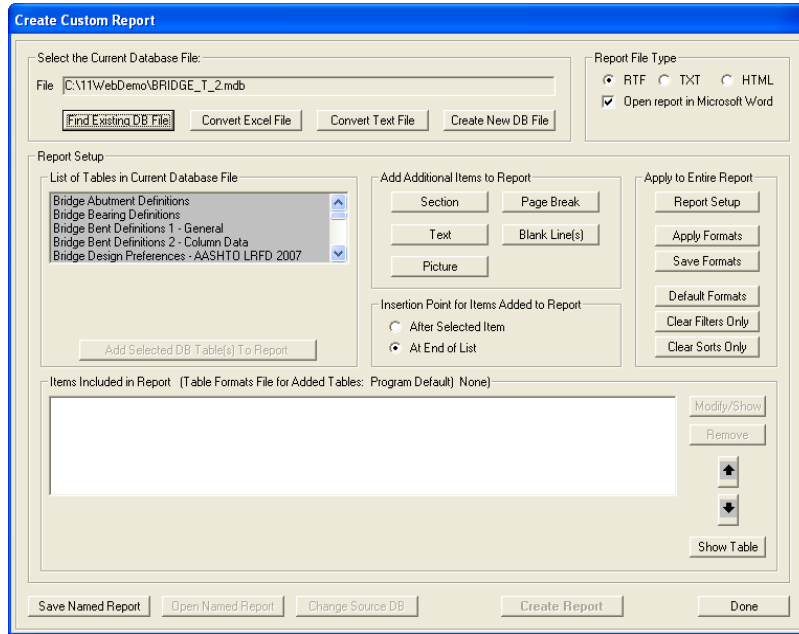 Create Custom Report
Select the Current Database File:
File C:\11WebDemo\BRIDGE_T_2.mdb
Find Existing DB File Convert Excel File Convert Text File Create New DB File
Report File Type
RTF TXT HTML
Open report in Microsoft Word
Report Setup
List of Tables in Current Database File
Bridge Abutment Definitions
Bridge Bearing Definitions
Bridge Bent Definitions 1 - General
Bridge Bent Definitions 2 - Column Data
Bridge Design Preferences - AASHTO LRFD 2007
Add Selected DB Table(s) To Report
Add Additional Items to Report
Section Page Break
Text Blank Line(s)
Picture
Insertion Point for Items Added to Report
After Selected Item
At End of List
Apply to Entire Report
Report Setup
Apply Formats
Save Formats
Default Formats
Clear Filters Only
Clear Sorts Only
Items Included in Report (Table Formats File for Added Tables: Program Default) None)
Modify/Show
Remove
Show Table
Save Named Report Open Named Report Change Source DB Create Report Done